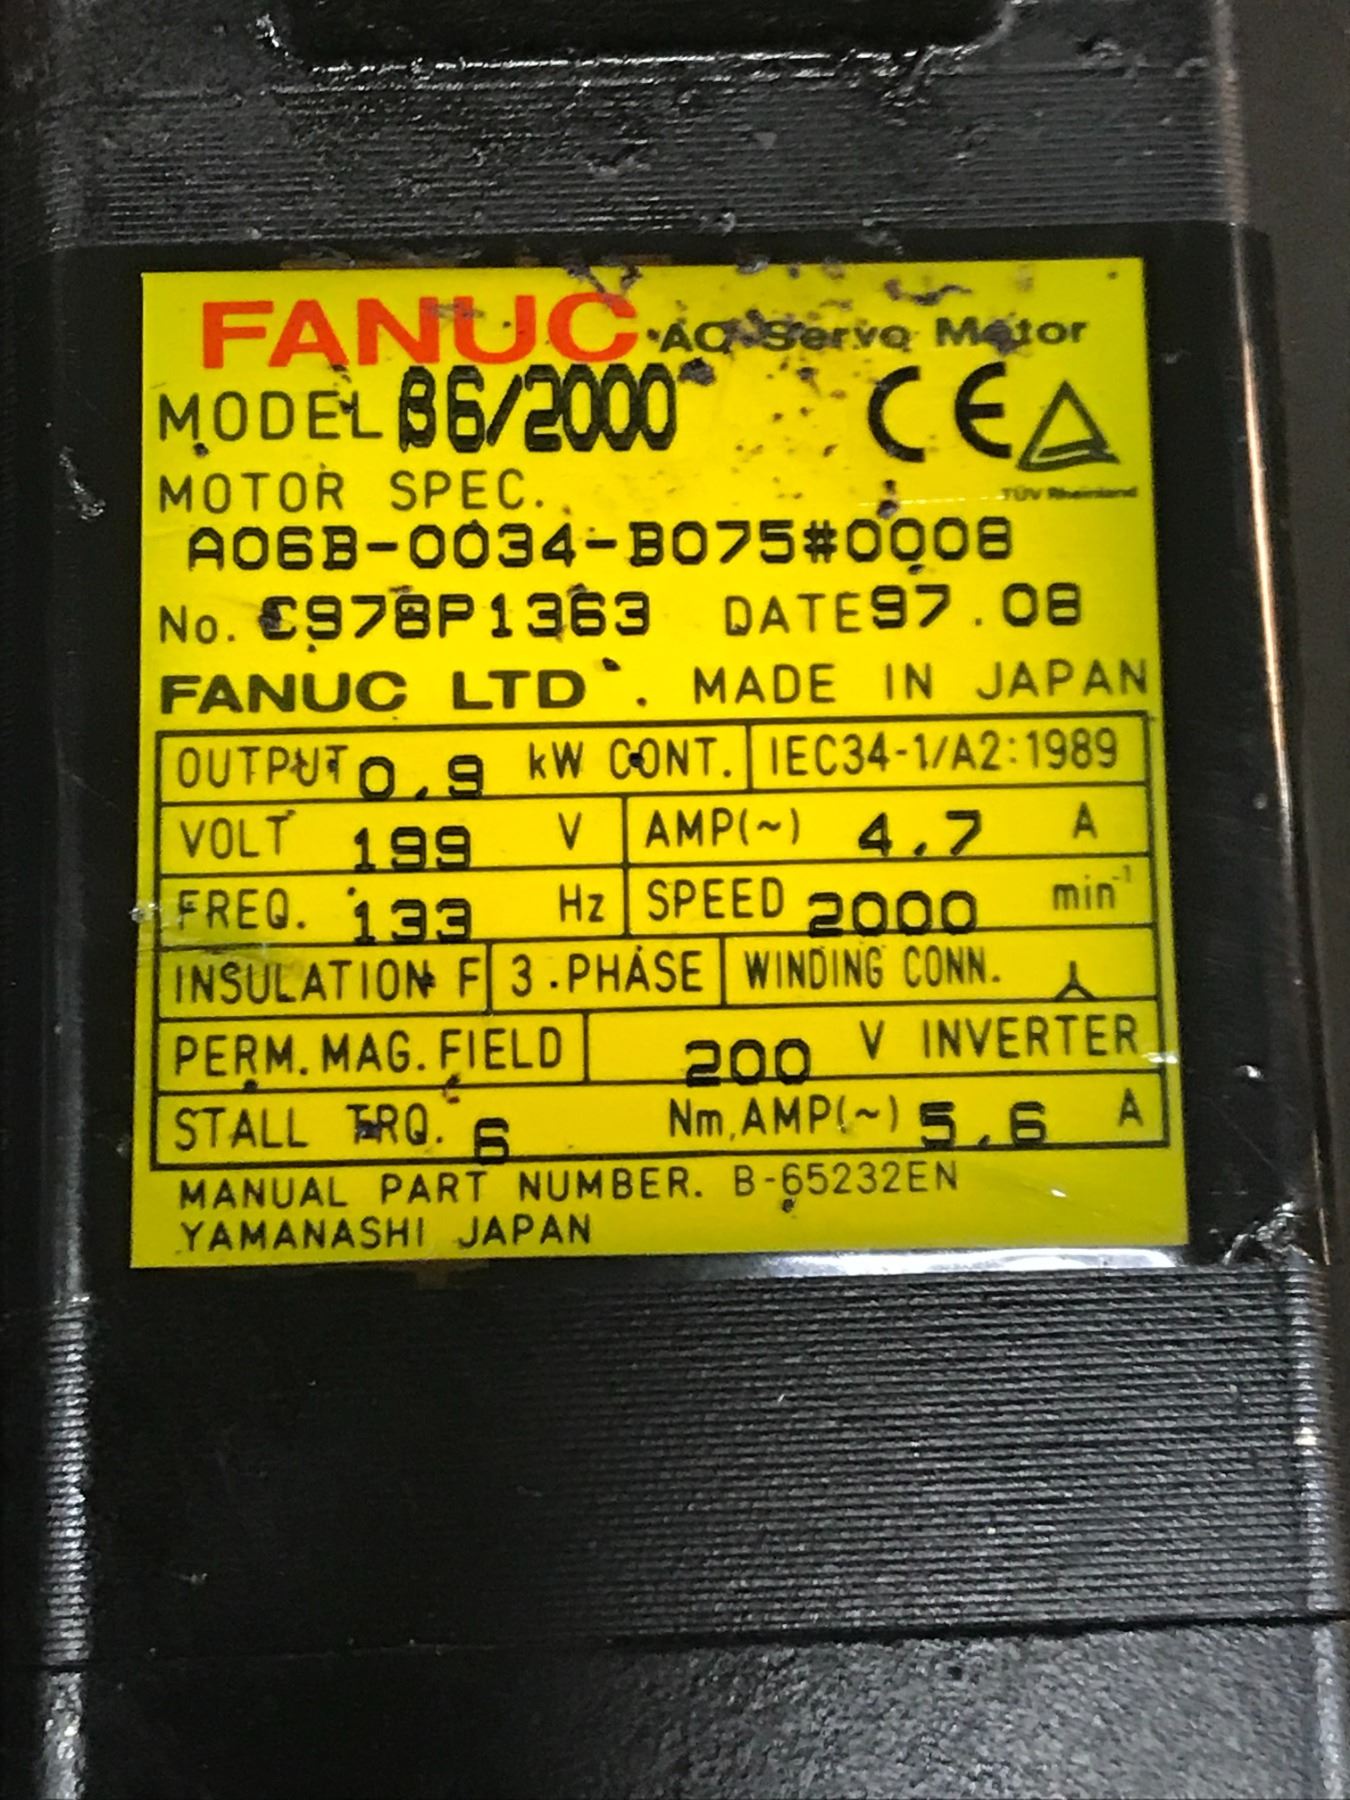 FANUC AC Servo Motor
MODEL β6/2000
CE
TÜV Rheinland
MOTOR SPEC.
A06B-0034-B075#0008
No. C978P1363 DATE 97.08
FANUC LTD. MADE IN JAPAN
OUTPUT 0.9 kW CONT. IEC34-1/A2:1989
VOLT 199 V AMP(~) 4.7 A
FREQ. 133 Hz SPEED 2000 min⁻¹
INSULATION F 3.PHASE WINDING CONN.
PERM.MAG.FIELD 200 V INVERTER
STALL TRQ. 6 Nm,AMP(~) 5.6 A
MANUAL PART NUMBER. B-65232EN
YAMANASHI JAPAN